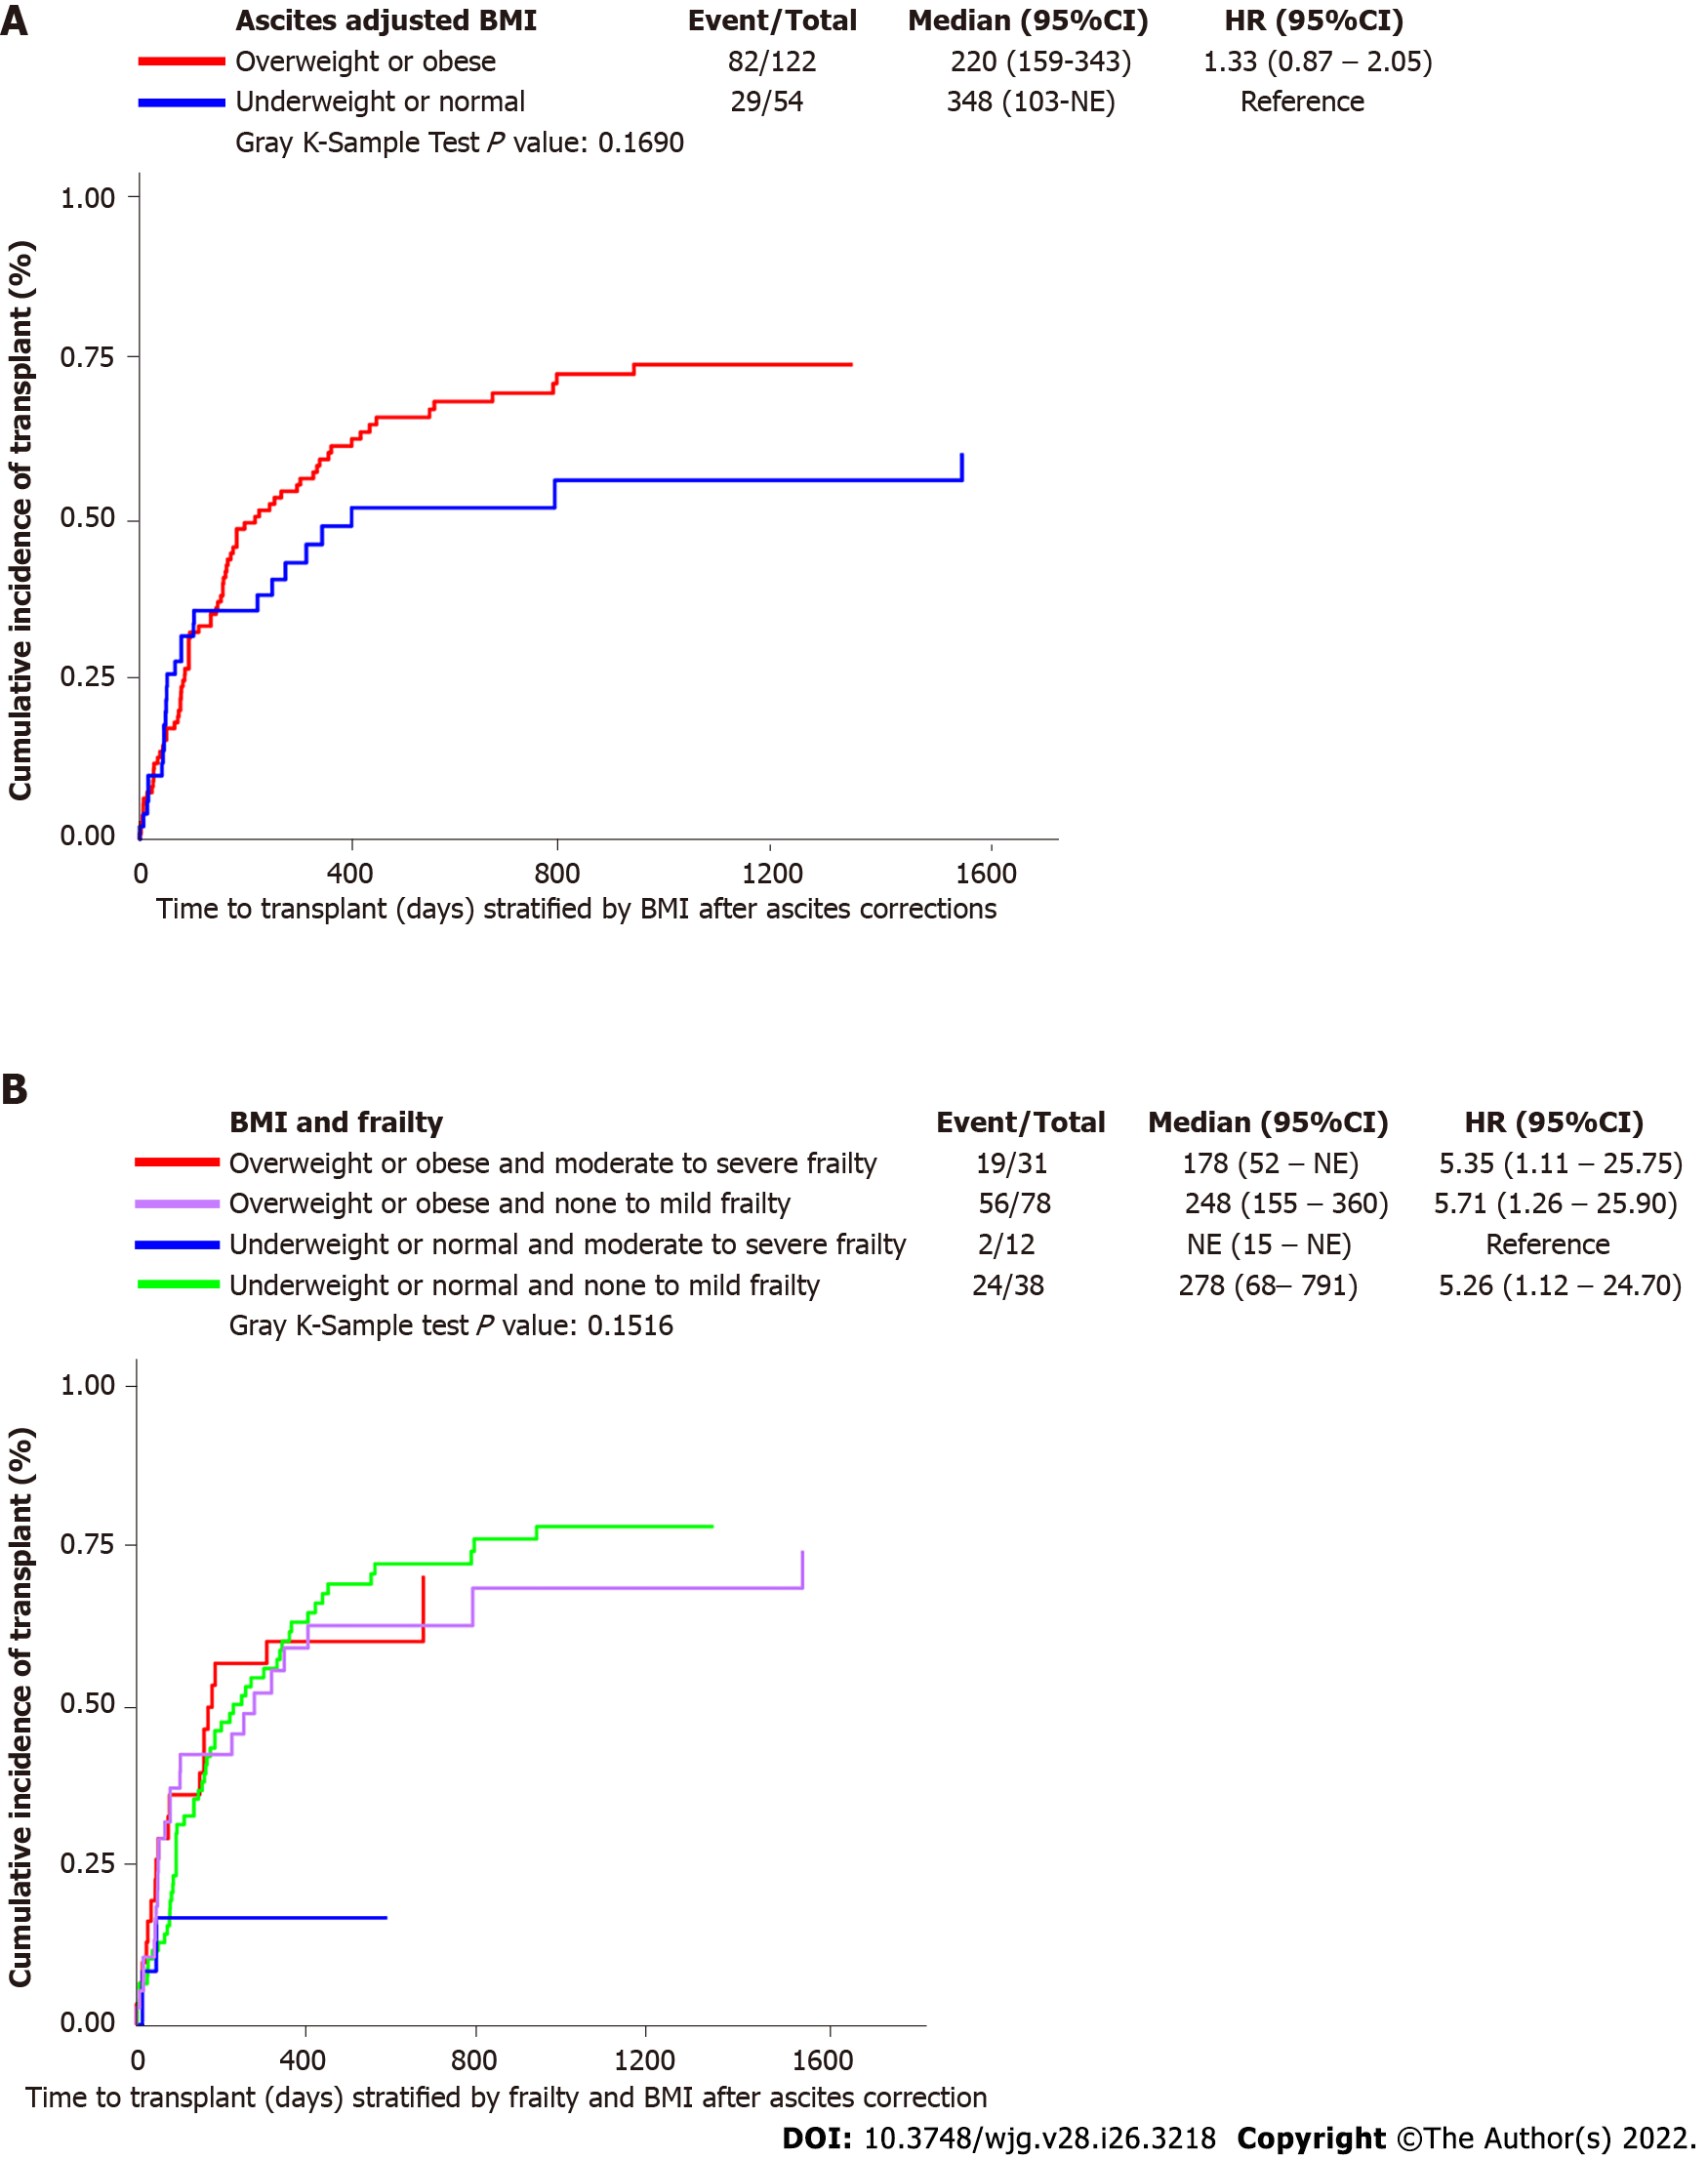 A
Ascites adjusted BMI Event/Total Median (95%CI) HR (95%CI)
Overweight or obese 82/122 220 (159-343) 1.33 (0.87 – 2.05)
Underweight or normal 29/54 348 (103-NE) Reference
Gray K-Sample Test P value: 0.1690
Cumulative incidence of transplant (%)
1.00
0.75
0.50
0.25
0.00
0 400 800 1200 1600
Time to transplant (days) stratified by BMI after ascites corrections
B
BMI and frailty Event/Total Median (95%CI) HR (95%CI)
Overweight or obese and moderate to severe frailty 19/31 178 (52 – NE) 5.35 (1.11 – 25.75)
Overweight or obese and none to mild frailty 56/78 248 (155 – 360) 5.71 (1.26 – 25.90)
Underweight or normal and moderate to severe frailty 2/12 NE (15 – NE) Reference
Underweight or normal and none to mild frailty 24/38 278 (68– 791) 5.26 (1.12 – 24.70)
Gray K-Sample test P value: 0.1516
Cumulative incidence of transplant (%)
1.00
0.75
0.50
0.25
0.00
0 400 800 1200 1600
Time to transplant (days) stratified by frailty and BMI after ascites correction
DOI: 10.3748/wjg.v28.i26.3218 Copyright ©The Author(s) 2022.